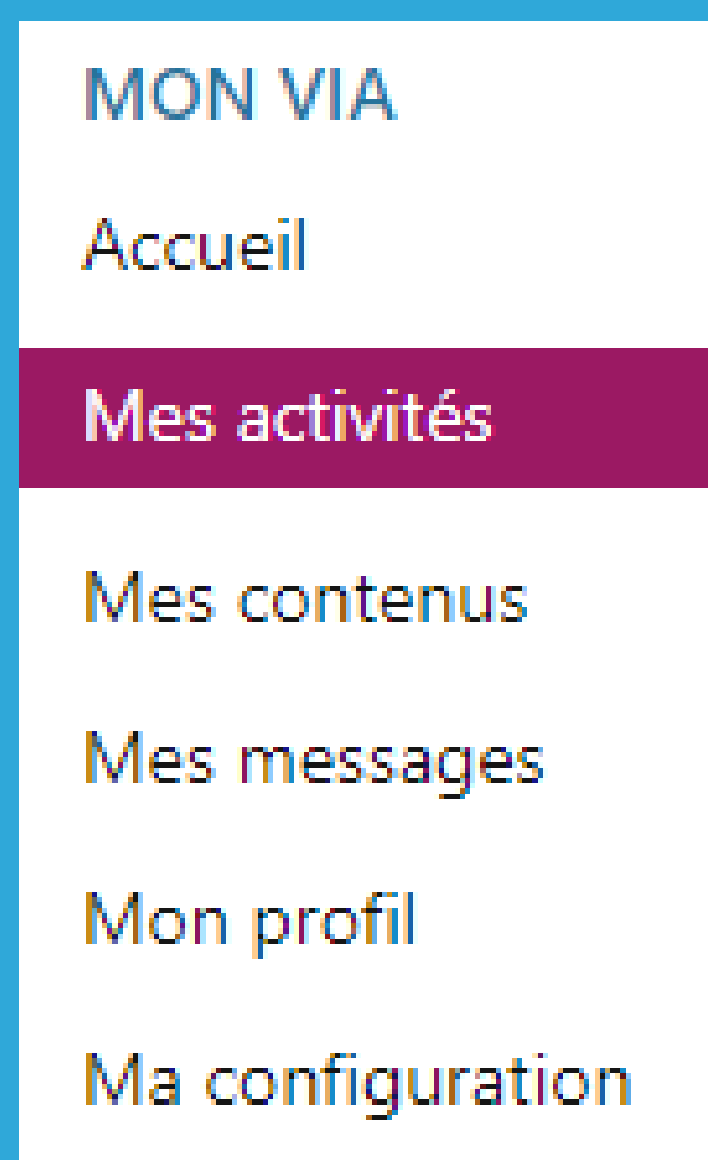 MON VIA
Accueil
Mes activités
Mes contenus
Mes messages
Mon profil
Ma configuration